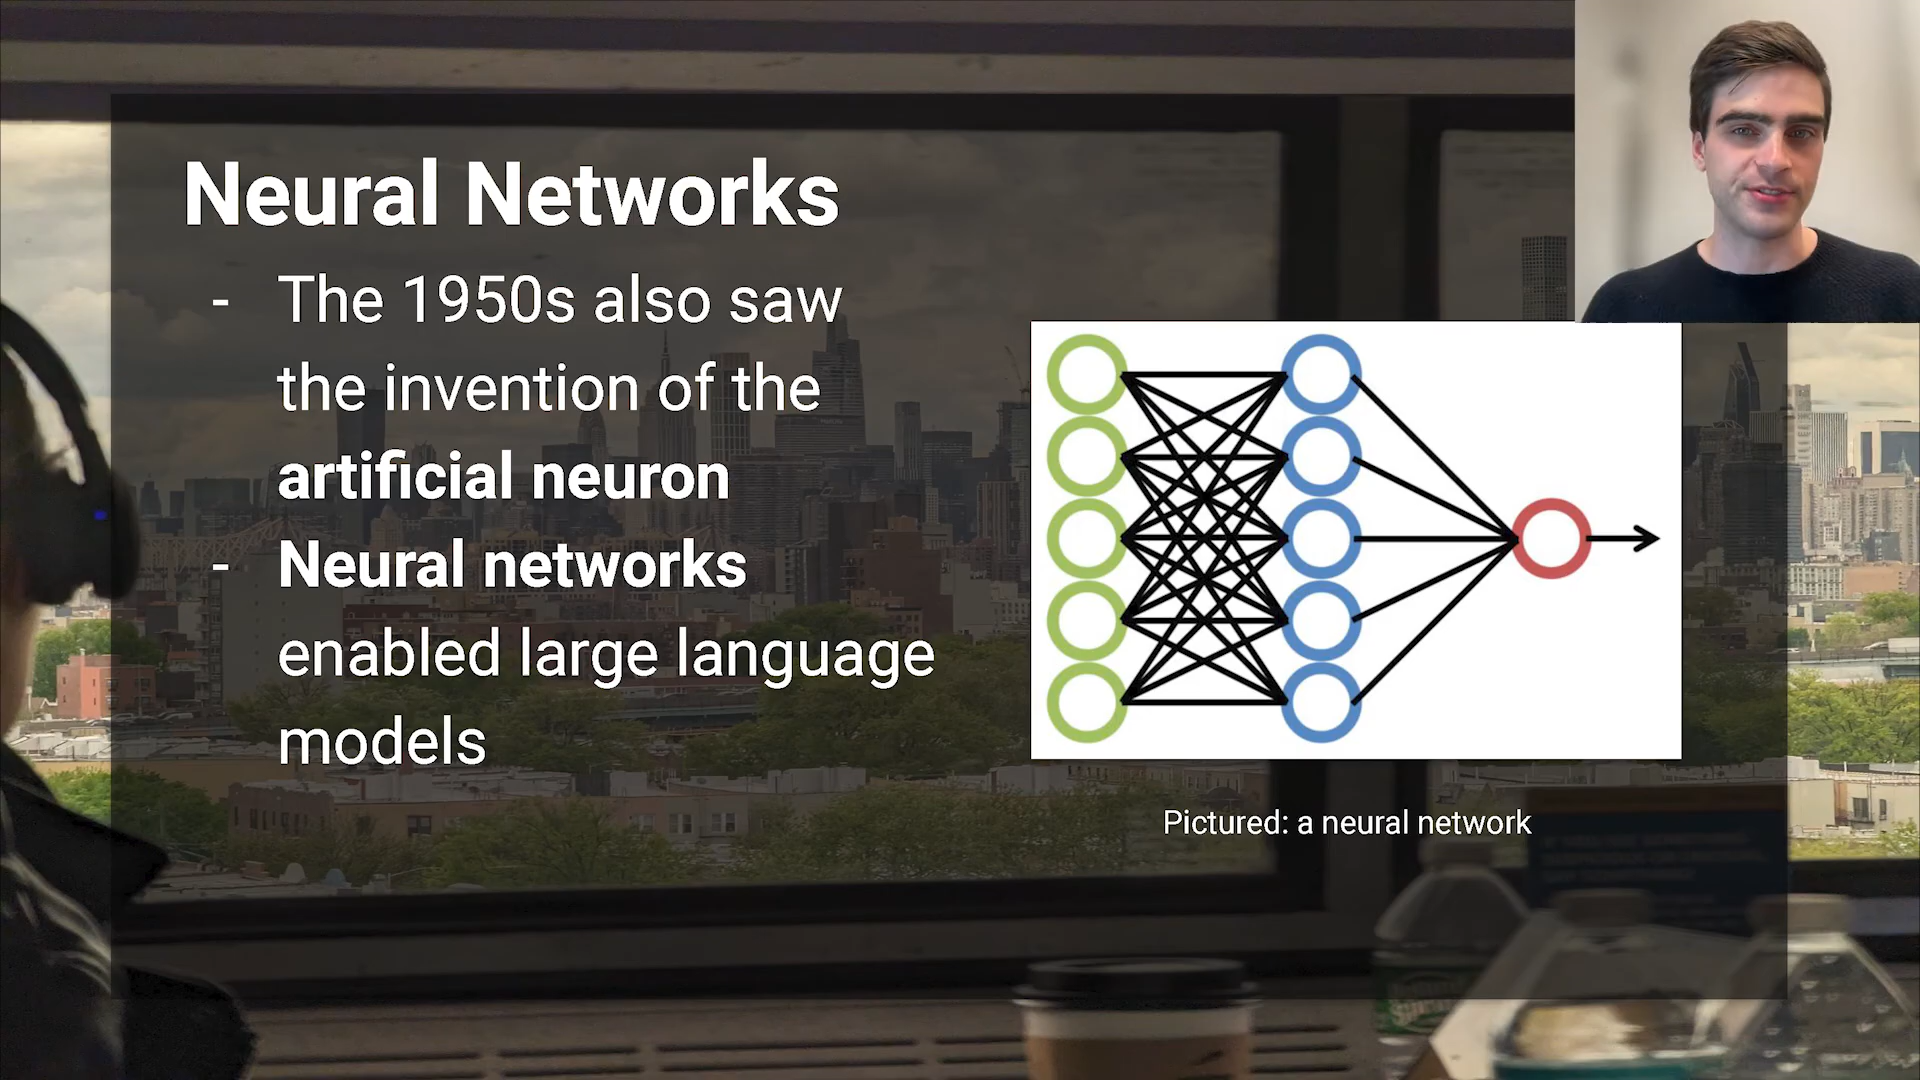 Neural Networks
- The 1950s also saw
the invention of the
artificial neuron
- Neural networks
enabled large language
models
Pictured: a neural network